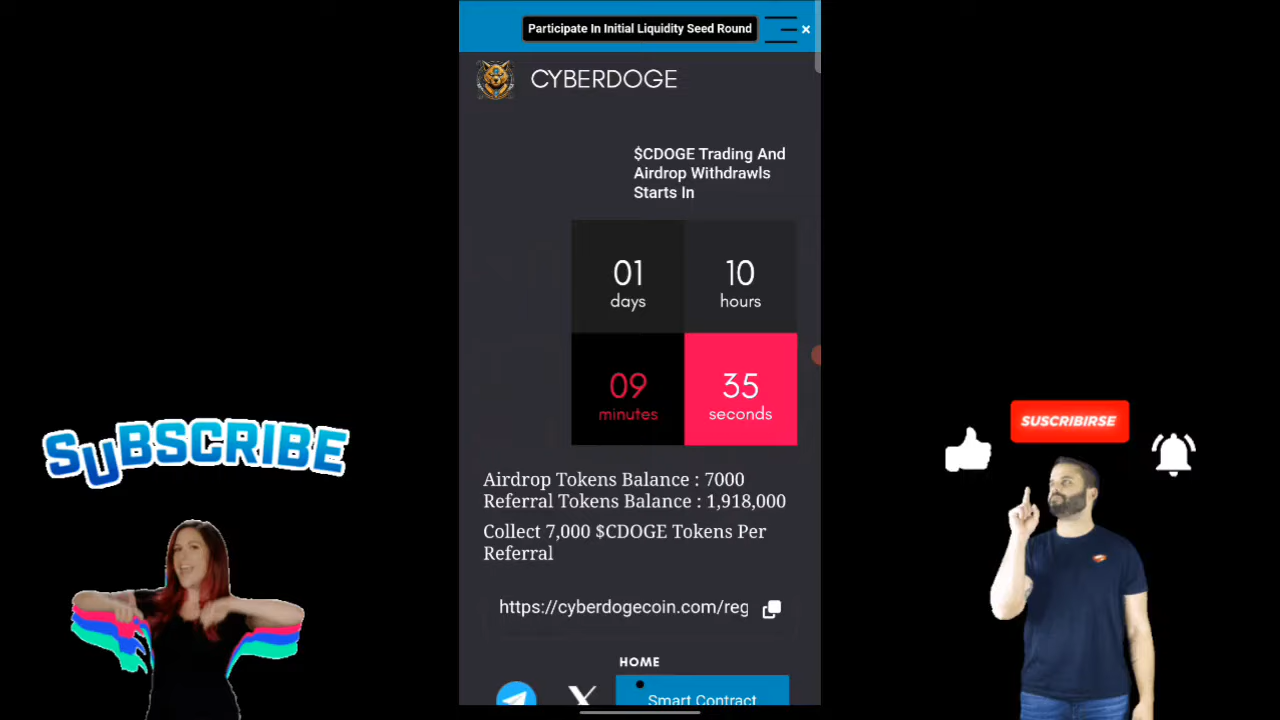 Participate In Initial Liquidity Seed Round
×
CYBERDOGE
$CDOGE Trading And
Airdrop Withdrawls
Starts In
01
days
10
hours
09
minutes
35
seconds
Airdrop Tokens Balance : 7000
Referral Tokens Balance : 1,918,000
Collect 7,000 $CDOGE Tokens Per
Referral
https://cyberdogecoin.com/reg
HOME
Smart Contract
SUBSCRIBE
SUSCRIBIRSE